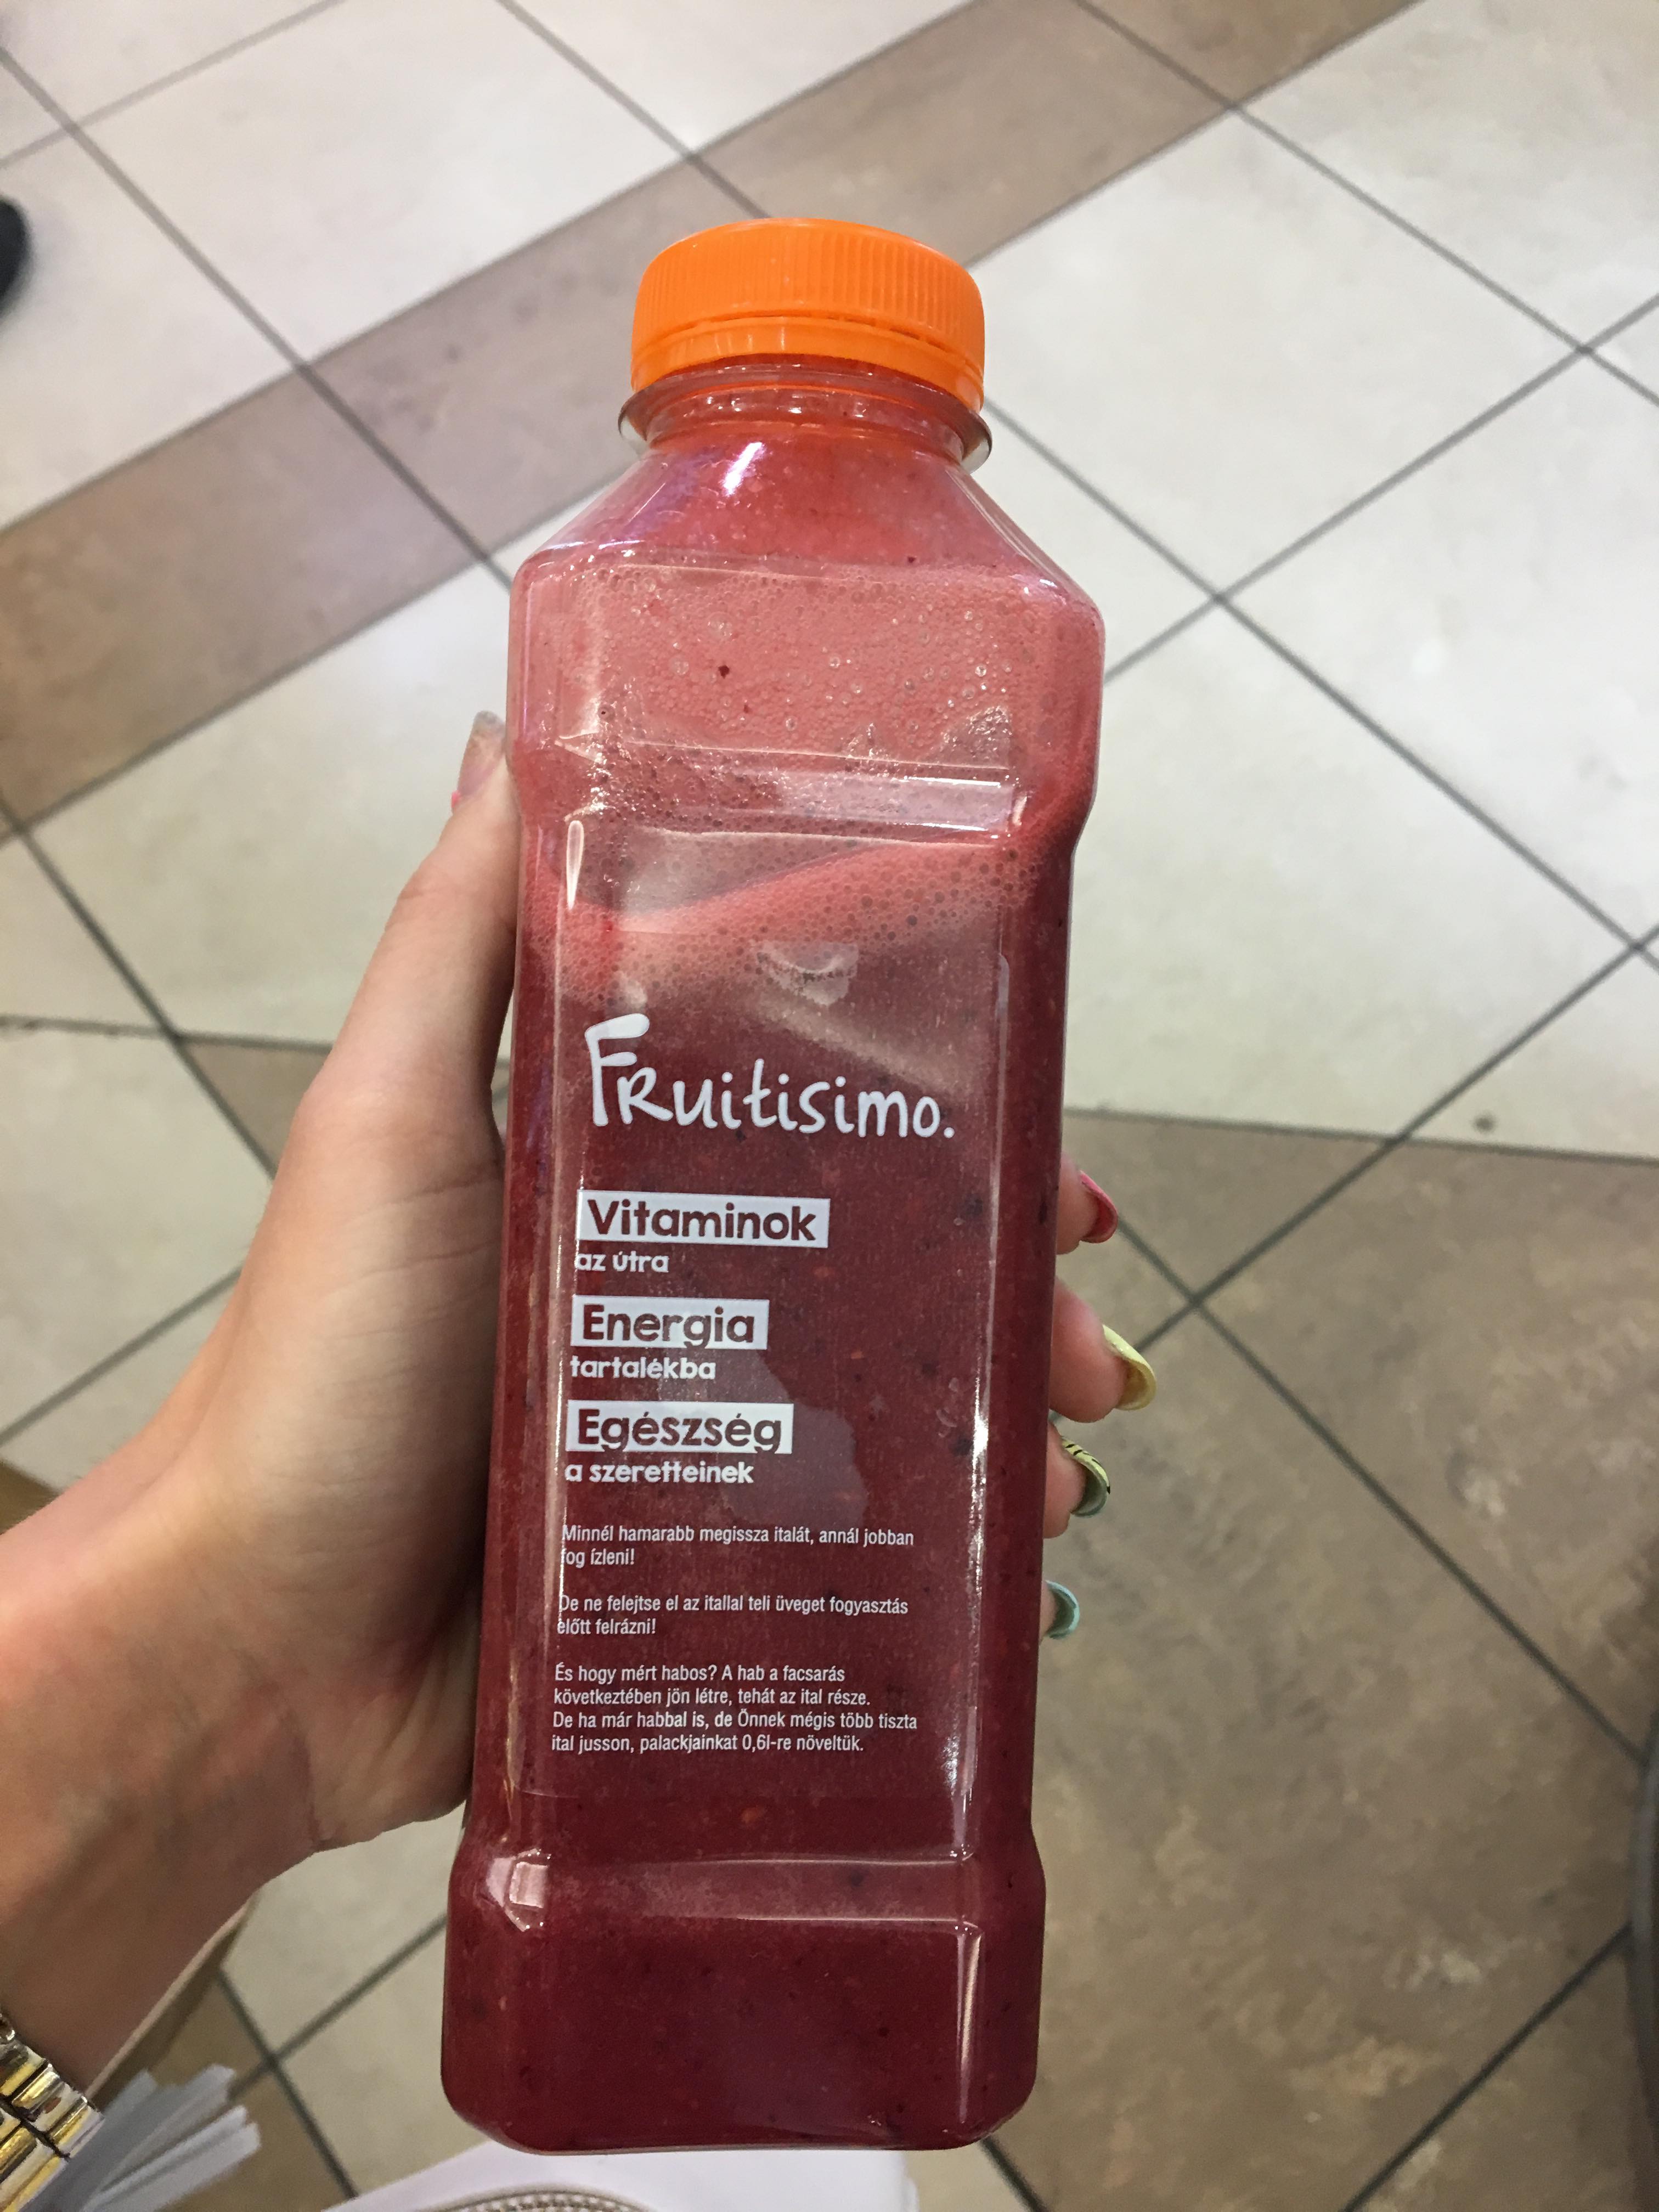 Fruitisimo.
Vitaminok
az útra
Energia
tartalékba
Egészség
a szeretteinek
Minnél hamarabb megissza italát, annál jobban
fog ízleni!
De ne felejtse el az itallal teli üveget fogyasztás
előtt felrázni!
És hogy mért habos? A hab a facsarás
következtében jön létre, tehát az ital része.
De ha már habbal is, de Önnek mégis több tiszta
ital jusson, palackjainkat 0,6l-re növeltük.